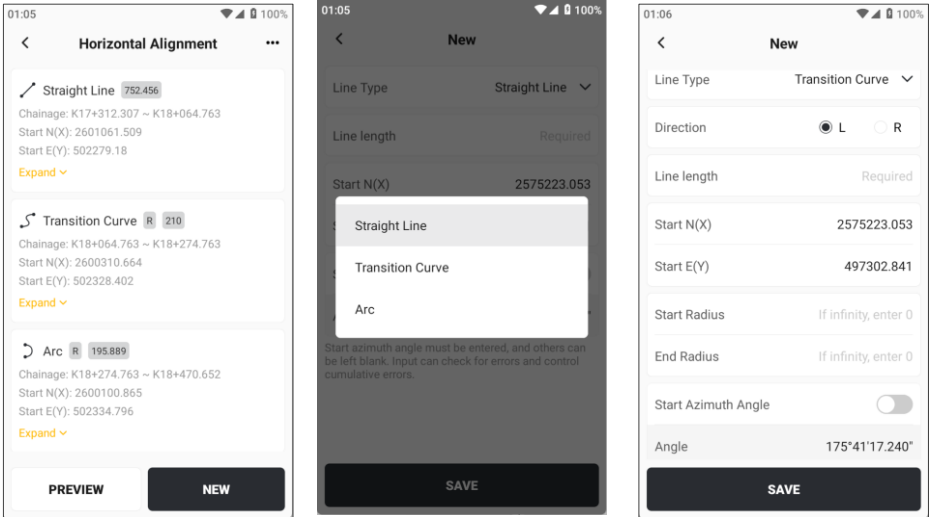 01:05
100%
Horizontal Alignment
Straight Line 752.456
Chainage: K17+312.307 ~ K18+064.763
Start N(X): 2601061.509
Start E(Y): 502279.18
Expand
Transition Curve R 210
Chainage: K18+064.763 ~ K18+274.763
Start N(X): 2600310.664
Start E(Y): 502328.402
Expand
Arc R 195.889
Chainage: K18+274.763 ~ K18+470.652
Start N(X): 2600100.865
Start E(Y): 502334.796
Expand
PREVIEW
NEW
01:05
100%
New
Line Type Straight Line
Line length Required
Start N(X) 2575223.053
Straight Line
Transition Curve
Arc
Start azimuth angle must be entered, and others can
be left blank. Input can check for errors and control
cumulative errors.
SAVE
01:06
100%
New
Line Type Transition Curve
Direction L R
Line length Required
Start N(X) 2575223.053
Start E(Y) 497302.841
Start Radius If infinity, enter 0
End Radius If infinity, enter 0
Start Azimuth Angle
Angle 175°41'17.240"
SAVE